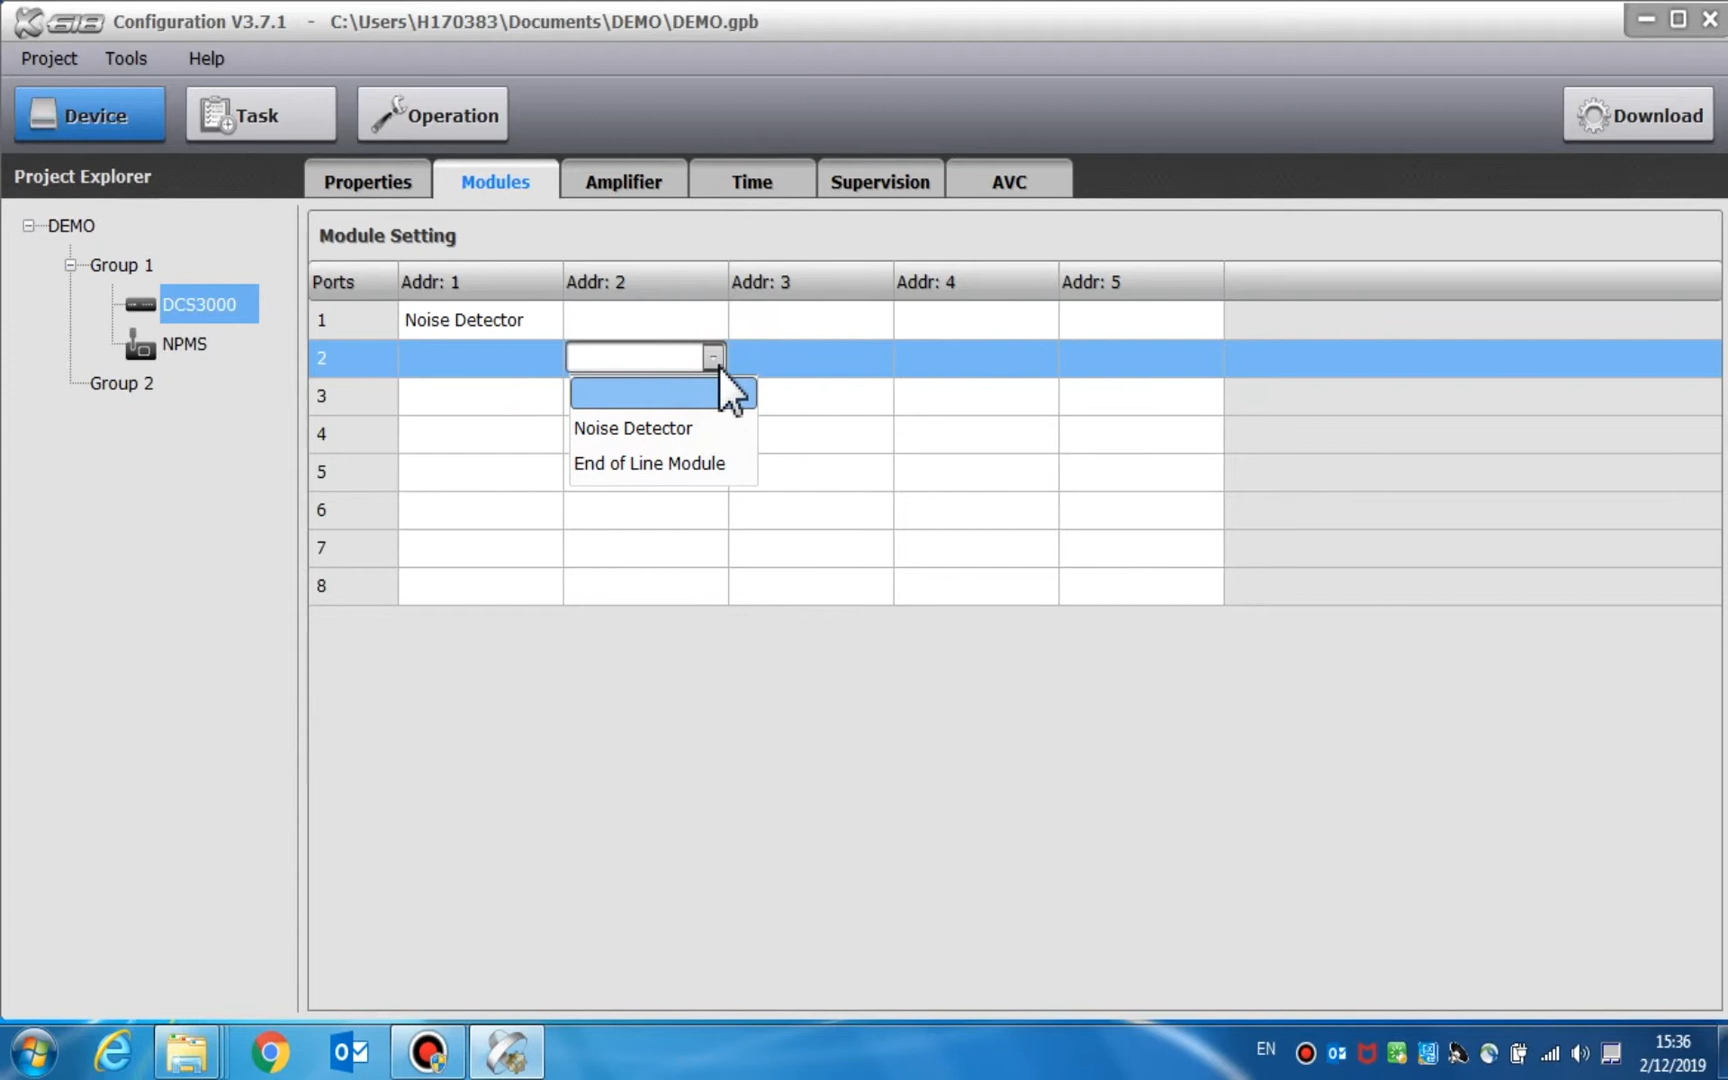 X-618 Configuration V3.7.1 - C:\Users\H170383\Documents\DEMO\DEMO.gpb
Project Tools Help
Device Task Operation Download
Project Explorer
Properties Modules Amplifier Time Supervision AVC
DEMO
Group 1
DCS3000
NPMS
Group 2
Module Setting
Ports Addr: 1 Addr: 2 Addr: 3 Addr: 4 Addr: 5
1 Noise Detector
2
3
Noise Detector
4
End of Line Module
5
6
7
8
EN
15:36
2/12/2019